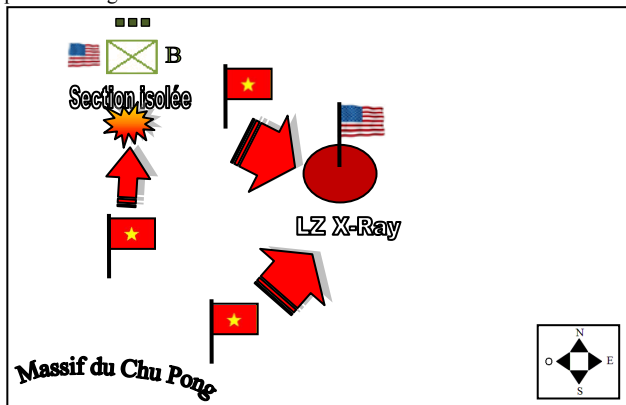 B
Section isolée
LZ X-Ray
Massif du Chu Pong
N
O E
S